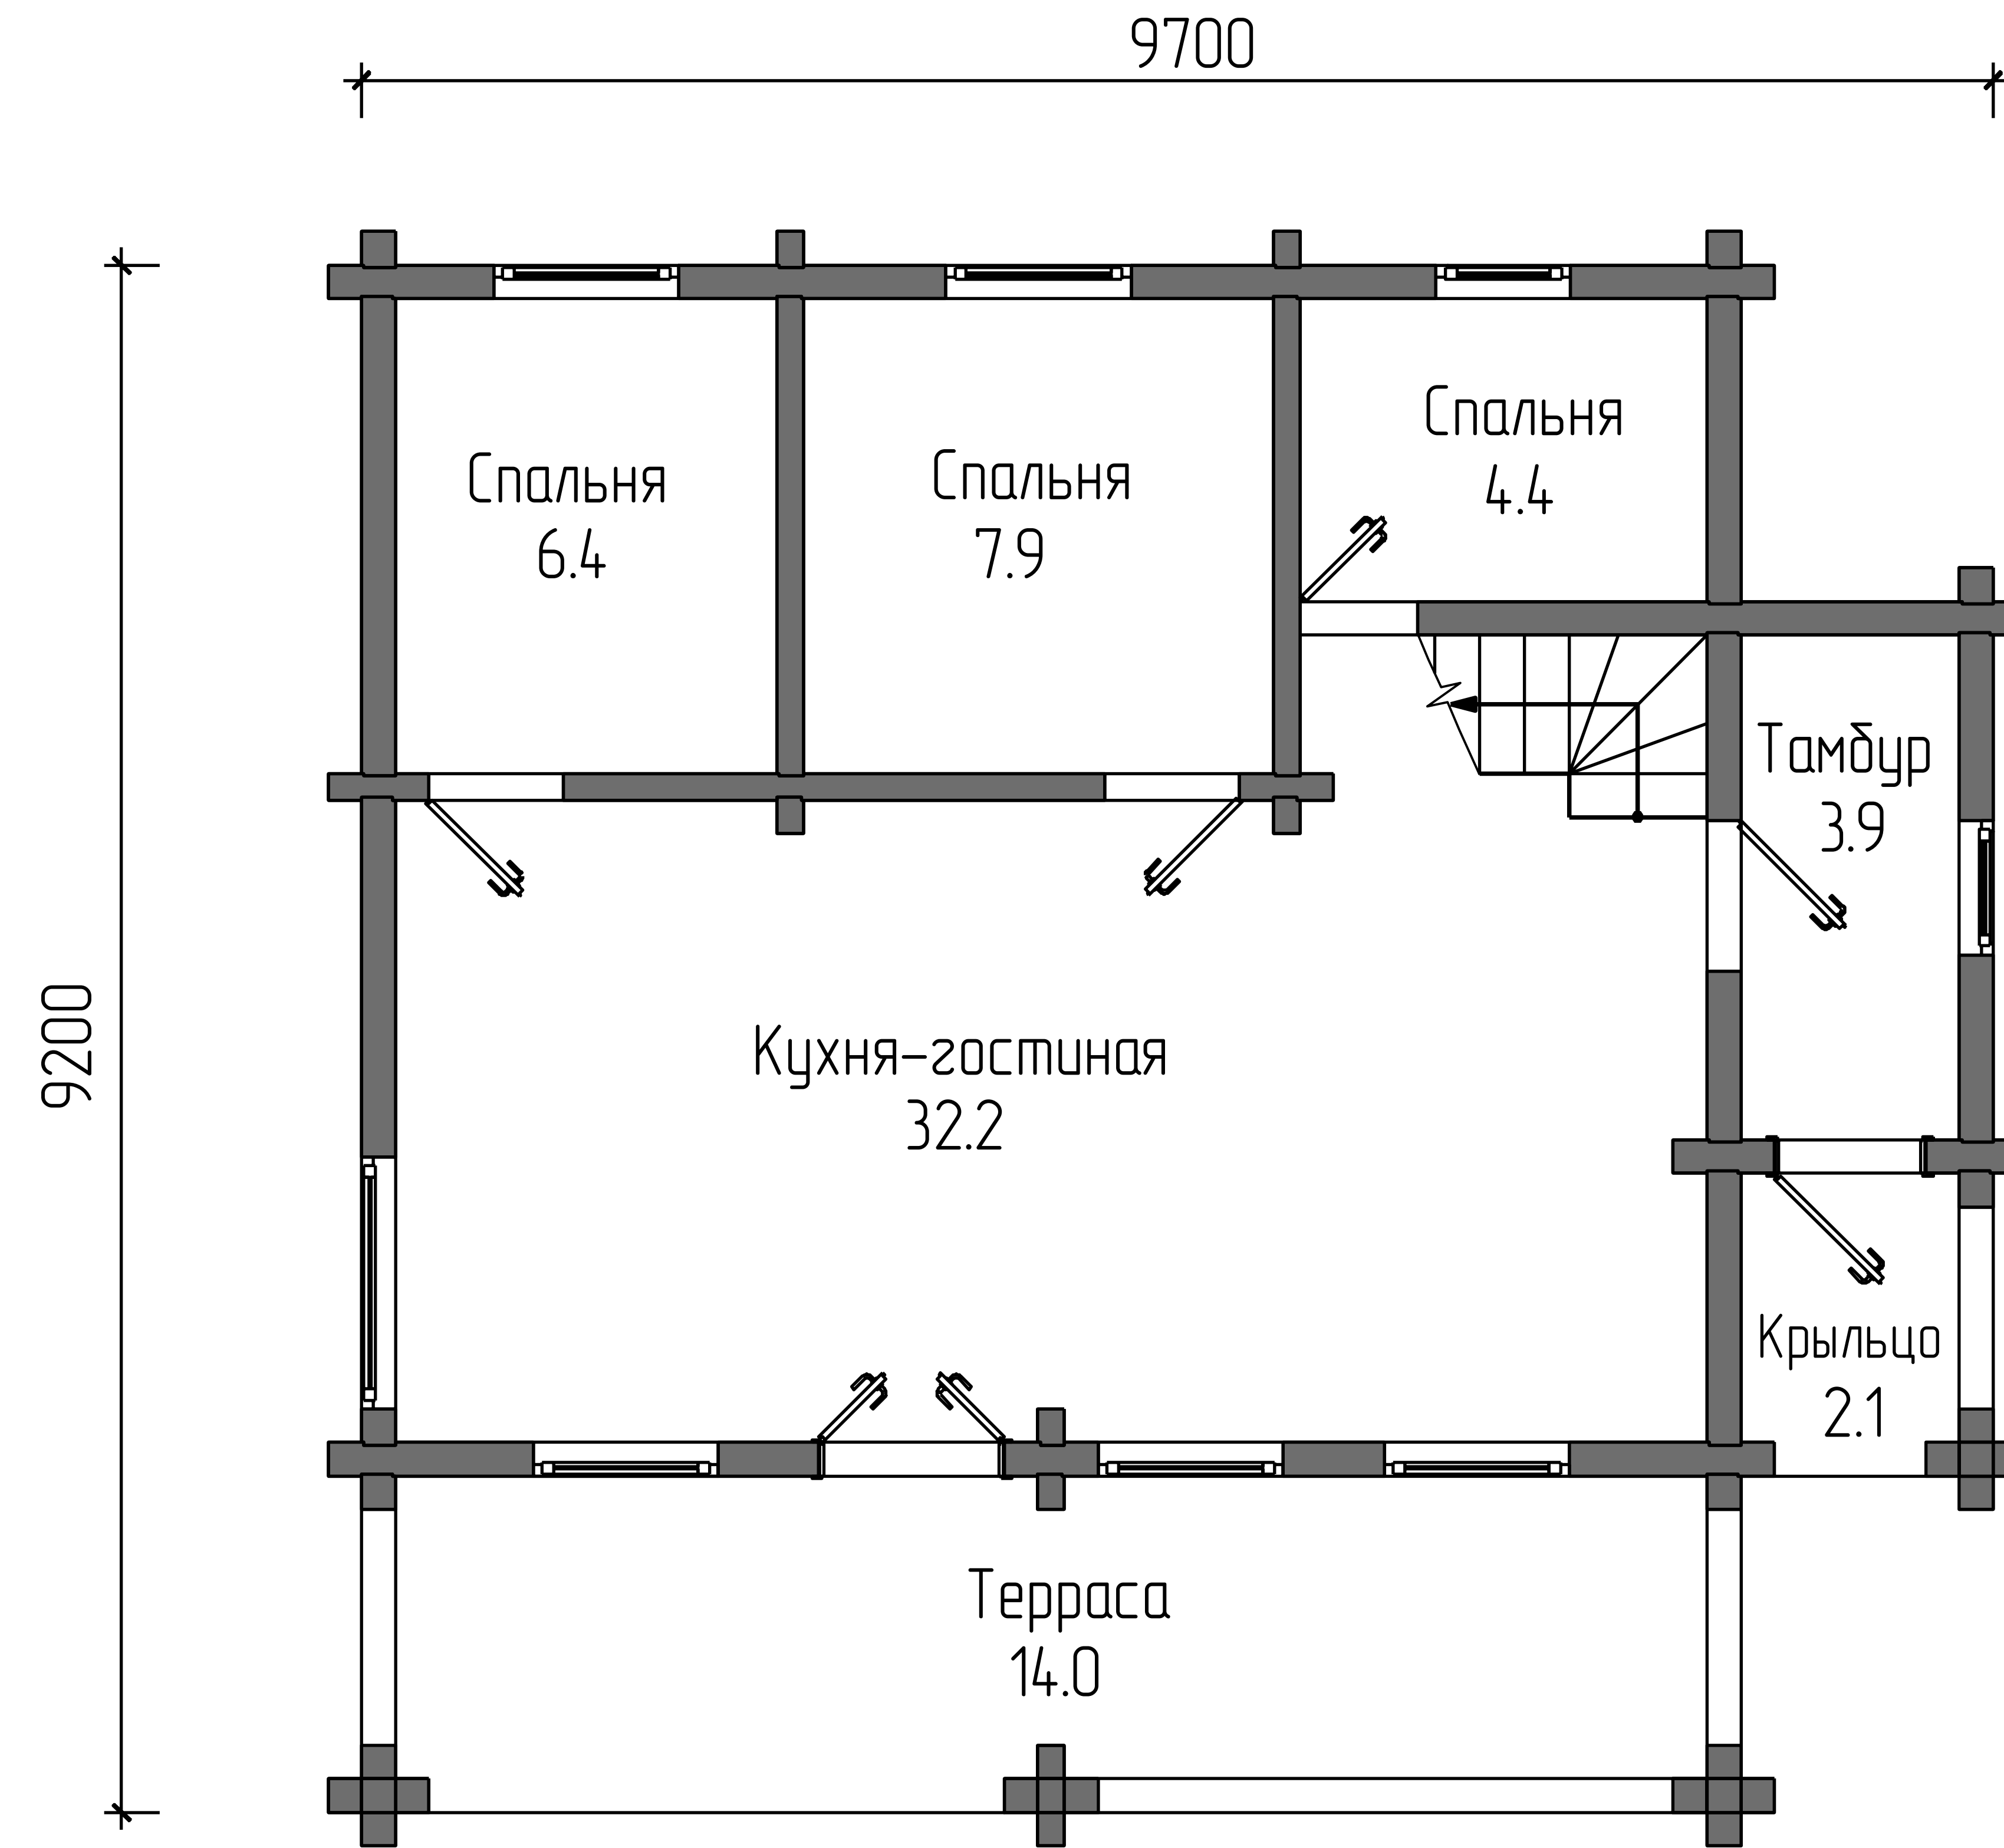 9700
Спальня
6.4
Спальня
7.9
Спальня
4.4
Тамбур
3.9
9200
Кухня-гостиная
32.2
Крыльцо
2.1
Терраса
14.0